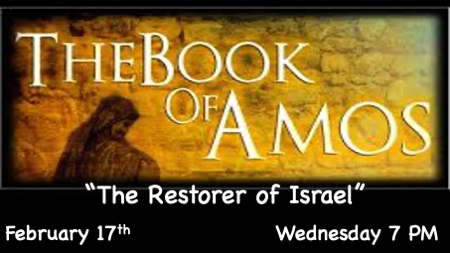 THE BOOK
OF AMOS
“The Restorer of Israel”
February 17th Wednesday 7 PM